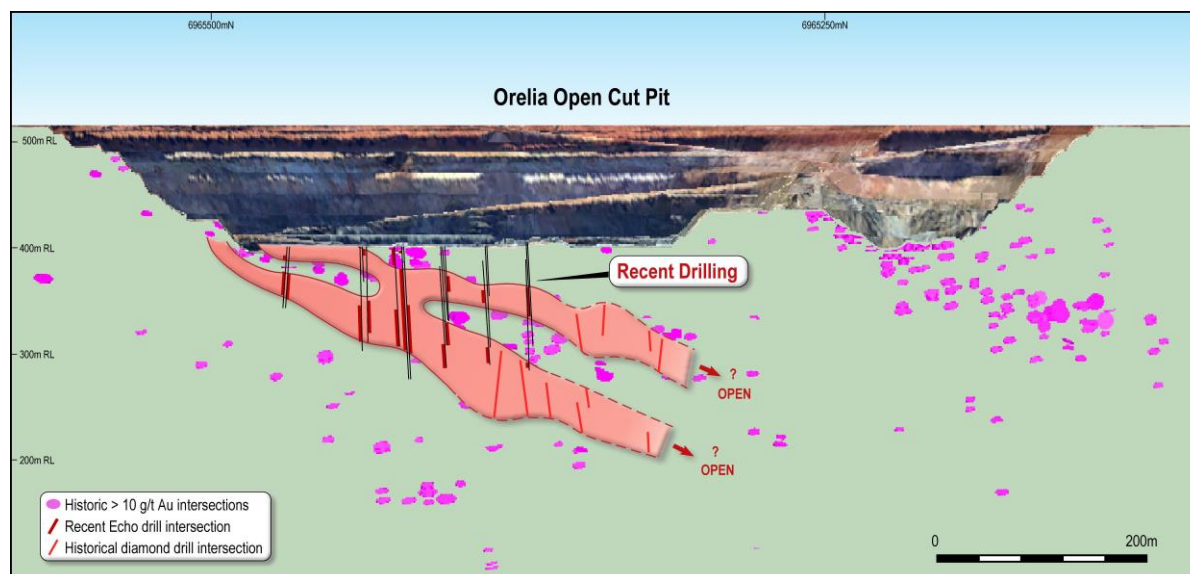 6965500mN
6965250mN
Orelia Open Cut Pit
500m RL
400m RL
Recent Drilling
300m RL
?
OPEN
200m RL
?
OPEN
Historic > 10 g/t Au intersections
Recent Echo drill intersection
Historical diamond drill intersection
0
200m